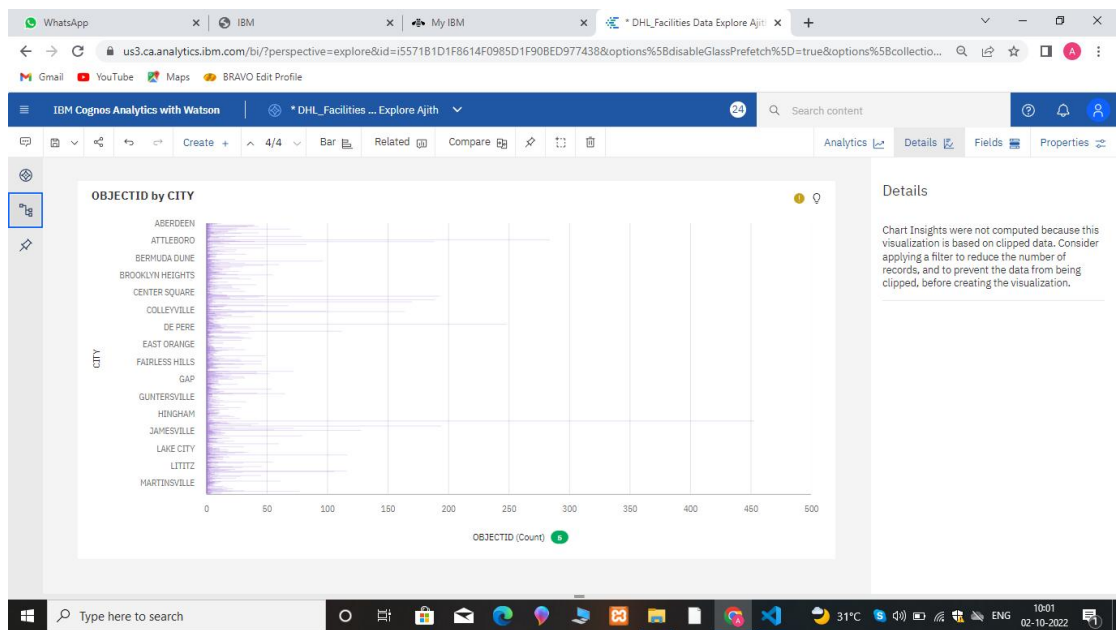 WhatsApp
IBM
My IBM
* DHL_Facilities Data Explore Ajit
us3.ca.analytics.ibm.com/bi/?perspective=explore&id=i5571B1D1F8614F0985D1F90BED977438&options%5BdisableGlassPrefetch%5D=true&options%5Bcollectio...
A
Gmail
YouTube
Maps
BRAVO Edit Profile
IBM Cognos Analytics with Watson
* DHL_Facilities ... Explore Ajith
24
Search content
Create +
4/4
Bar
Related
Compare
Analytics
Details
Fields
Properties
OBJECTID by CITY
CITY
ABERDEEN
ATTLEBORO
BERMUDA DUNE
BROOKLYN HEIGHTS
CENTER SQUARE
COLLEYVILLE
DE PERE
EAST ORANGE
FAIRLESS HILLS
GAP
GUNTERSVILLE
HINGHAM
JAMESVILLE
LAKE CITY
LITITZ
MARTINSVILLE
0 50 100 150 200 250 300 350 400 450 500
OBJECTID (Count)
Details
Chart Insights were not computed because this
visualization is based on clipped data. Consider
applying a filter to reduce the number of
records, and to prevent the data from being
clipped, before creating the visualization.
Type here to search
31°C
ENG
10:01
02-10-2022